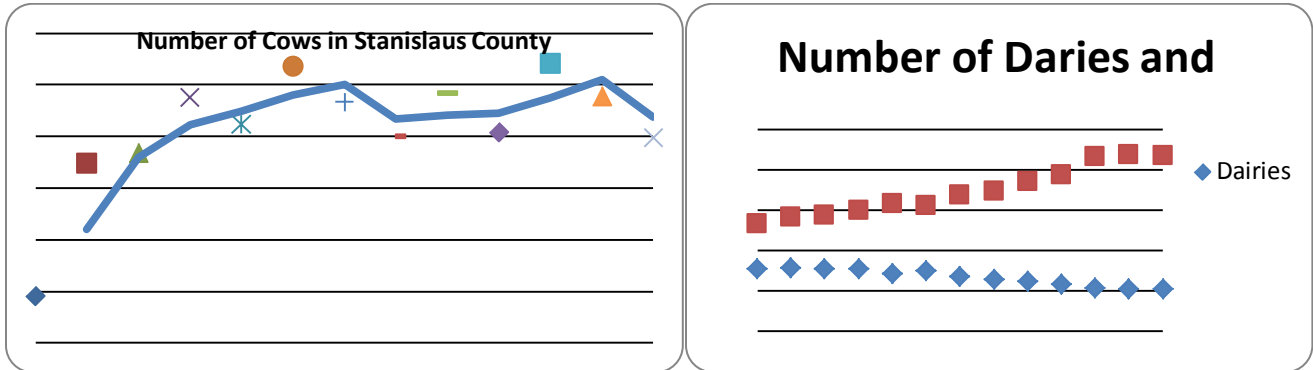 Number of Cows in Stanislaus County
Number of Daries and
Dairies